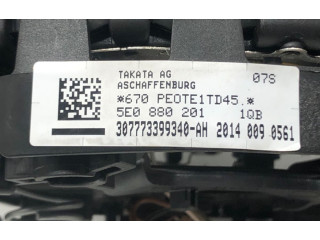 TAKATA AG 07S
ASCHAFFENBURG
*670 PEOTE1TD45.*
5E0 880 201 1QB
307773399340-AH 2014 009 0561